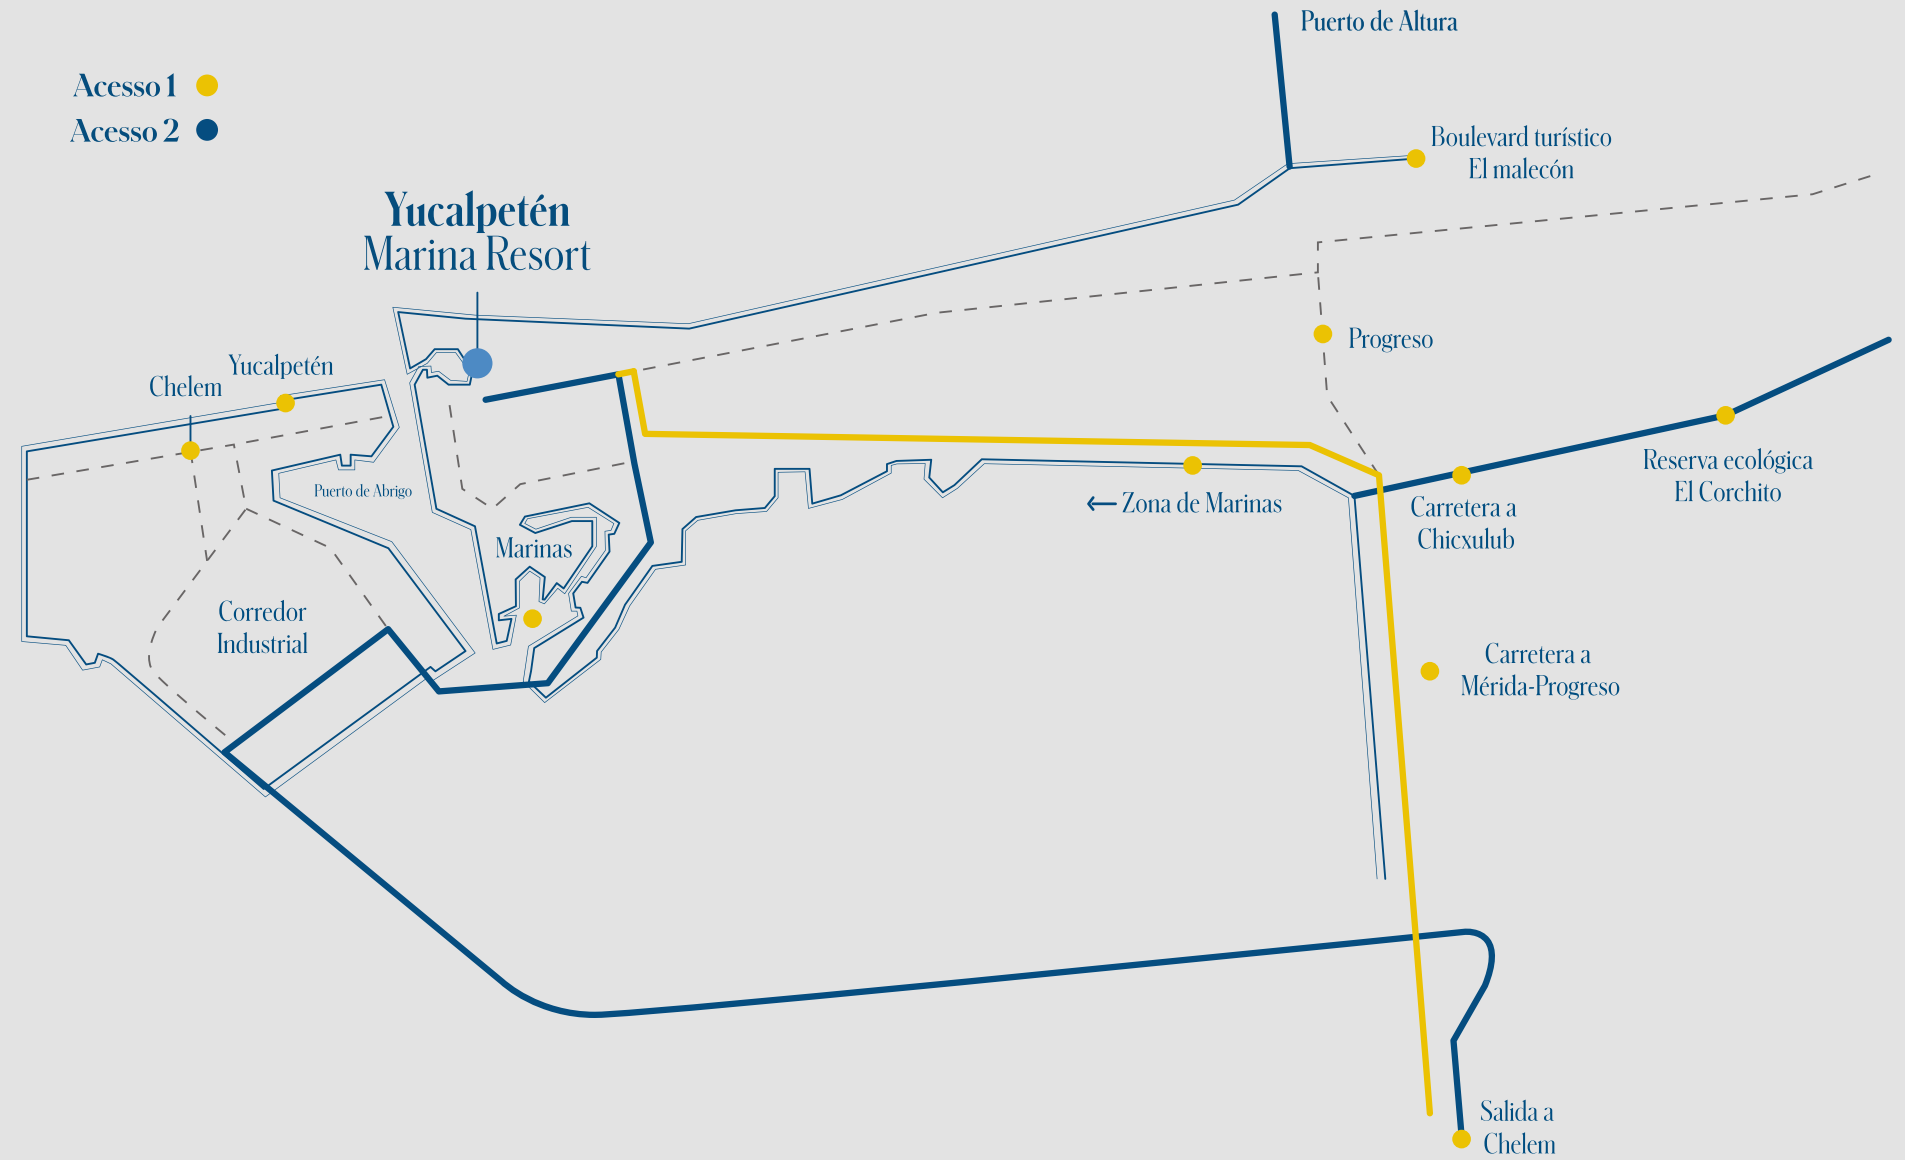 Puerto de Altura
Acesso 1
Acesso 2
Boulevard turístico
El malecón
Yucalpetén
Marina Resort
Progreso
Yucalpetén
Chelem
Reserva ecológica
El Corchito
Puerto de Abrigo
Zona de Marinas
Carretera a
Chicxulub
Marinas
Corredor
Industrial
Carretera a
Mérida-Progreso
Salida a
Chelem